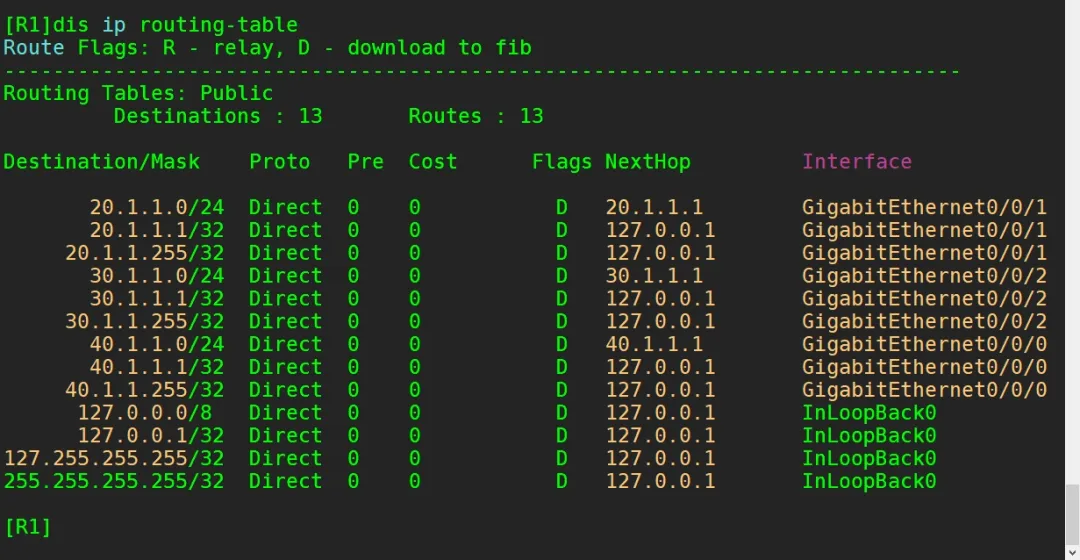 [R1]dis ip routing-table
Route Flags: R - relay, D - download to fib
------------------------------------------------------------------------------
Routing Tables: Public
         Destinations : 13       Routes : 13

Destination/Mask    Proto   Pre  Cost      Flags NextHop         Interface

       20.1.1.0/24  Direct  0    0           D   20.1.1.1        GigabitEthernet0/0/1
       20.1.1.1/32  Direct  0    0           D   127.0.0.1       GigabitEthernet0/0/1
     20.1.1.255/32  Direct  0    0           D   127.0.0.1       GigabitEthernet0/0/1
       30.1.1.0/24  Direct  0    0           D   30.1.1.1        GigabitEthernet0/0/2
       30.1.1.1/32  Direct  0    0           D   127.0.0.1       GigabitEthernet0/0/2
     30.1.1.255/32  Direct  0    0           D   127.0.0.1       GigabitEthernet0/0/2
       40.1.1.0/24  Direct  0    0           D   40.1.1.1        GigabitEthernet0/0/0
       40.1.1.1/32  Direct  0    0           D   127.0.0.1       GigabitEthernet0/0/0
     40.1.1.255/32  Direct  0    0           D   127.0.0.1       GigabitEthernet0/0/0
      127.0.0.0/8   Direct  0    0           D   127.0.0.1       InLoopBack0
      127.0.0.1/32  Direct  0    0           D   127.0.0.1       InLoopBack0
127.255.255.255/32  Direct  0    0           D   127.0.0.1       InLoopBack0
255.255.255.255/32  Direct  0    0           D   127.0.0.1       InLoopBack0

[R1]